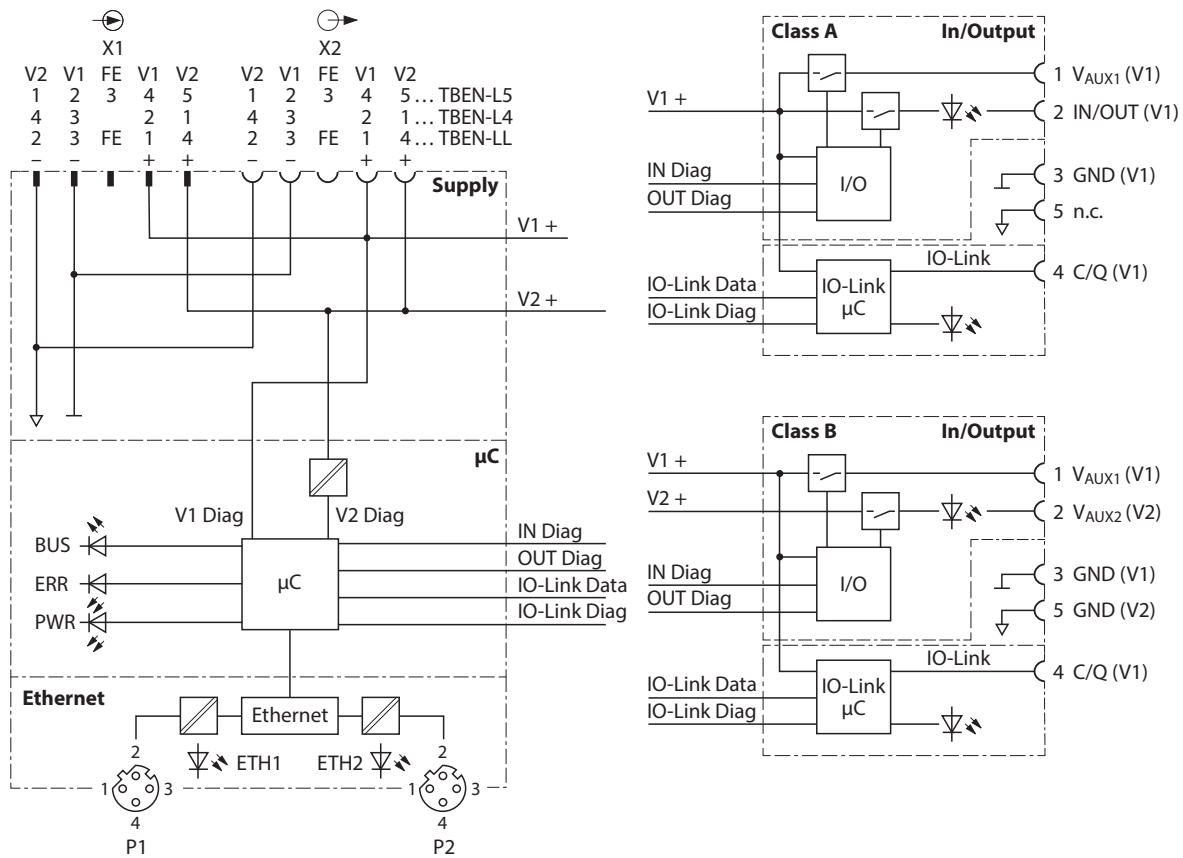 X1 X2
V2 V1 FE V1 V2 V2 V1 FE V1 V2
1 2 3 4 5 1 2 3 4 5 ... TBEN-L5
4 3 2 1 4 3 2 1 ... TBEN-L4
2 3 FE 1 4 2 3 FE 1 4 ... TBEN-LL
– – + + – – + +
Supply
V1 +
V2 +
µC
V1 Diag V2 Diag
BUS
ERR
PWR
µC
IN Diag
OUT Diag
IO-Link Data
IO-Link Diag
Ethernet
Ethernet
ETH1 ETH2
2 2
1 3 1 3
4 4
P1 P2
Class A In/Output
V1 +
1 VAUX1 (V1)
2 IN/OUT (V1)
IN Diag
OUT Diag
I/O
3 GND (V1)
5 n.c.
IO-Link
4 C/Q (V1)
IO-Link Data
IO-Link Diag
IO-Link
µC
Class B In/Output
V1 +
V2 +
1 VAUX1 (V1)
2 VAUX2 (V2)
IN Diag
OUT Diag
I/O
3 GND (V1)
5 GND (V2)
IO-Link
4 C/Q (V1)
IO-Link Data
IO-Link Diag
IO-Link
µC